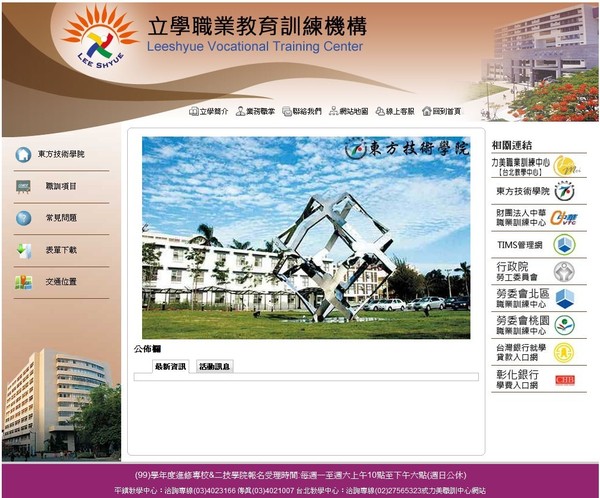 立學職業教育訓練機構
Leeshyue Vocational Training Center
LEE SHYUE
立學簡介 業務職掌 聯絡我們 網站地圖 線上客服 回到首頁
東方技術學院
職訓項目
常見問題
表單下載
交通位置
東方技術學院
公佈欄
最新資訊 活動訊息
相關連結
力美職業訓練中心
【台北教學中心】
東方技術學院
財團法人中華
職業訓練中心
TIMS管理網
行政院
勞工委員會
勞委會北區
職業訓練中心
勞委會桃園
職業訓練中心
台灣銀行就學
貸款入口網
彰化銀行
學費入口網
CHB
(99)學年度進修專校&二技學院報名受理時間:每週一至週六上午10點至下午六點(週日公休)
平鎮教學中心：洽詢專線(03)4023166 傳真(03)4021007 台北教學中心：洽詢專線(02)27565323或力美職訓中心網站